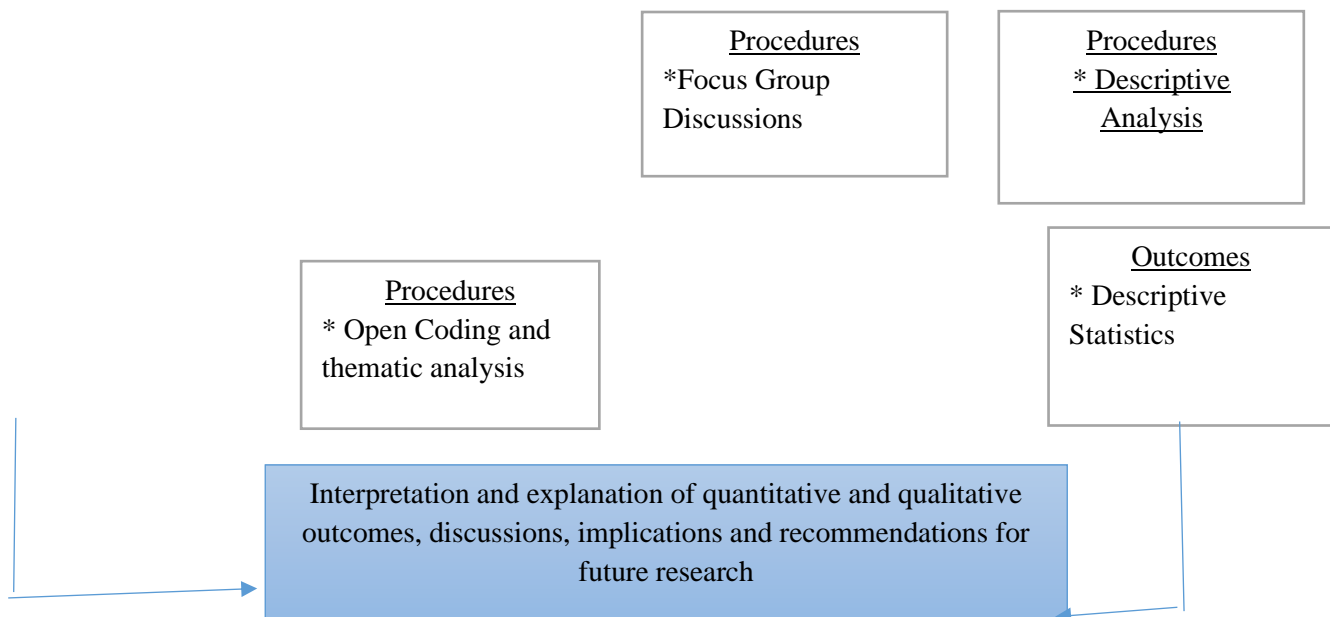 Procedures
*Focus Group
Discussions
Procedures
* Descriptive
Analysis
Procedures
* Open Coding and
thematic analysis
Outcomes
* Descriptive
Statistics
Interpretation and explanation of quantitative and qualitative
outcomes, discussions, implications and recommendations for
future research